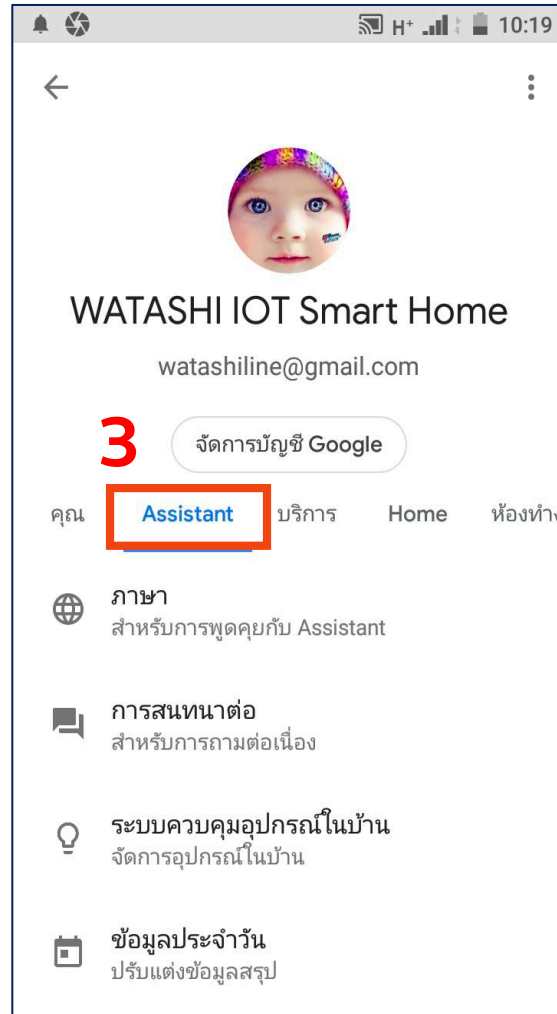 H+ 10:19
WATASHI IOT Smart Home
watashiline@gmail.com
3
จัดการบัญชี Google
คุณ Assistant บริการ Home ห้องทำง
ภาษา
สำหรับการพูดคุยกับ Assistant
การสนทนาต่อ
สำหรับการถามต่อเนื่อง
ระบบควบคุมอุปกรณ์ในบ้าน
จัดการอุปกรณ์ในบ้าน
ข้อมูลประจำวัน
ปรับแต่งข้อมูลสรุป